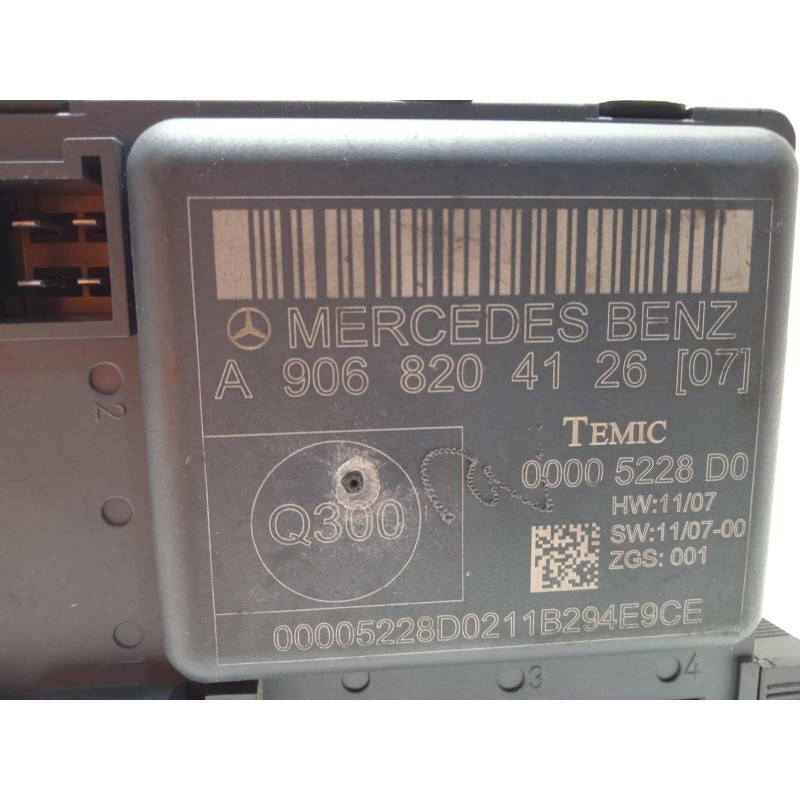 MERCEDES BENZ
A 906 820 41 26 [07]
TEMIC
0000 5228 D0
HW:11/07
SW:11/07-00
ZGS: 001
Q300
00005228D0211B294E9CE
2
1
3
4